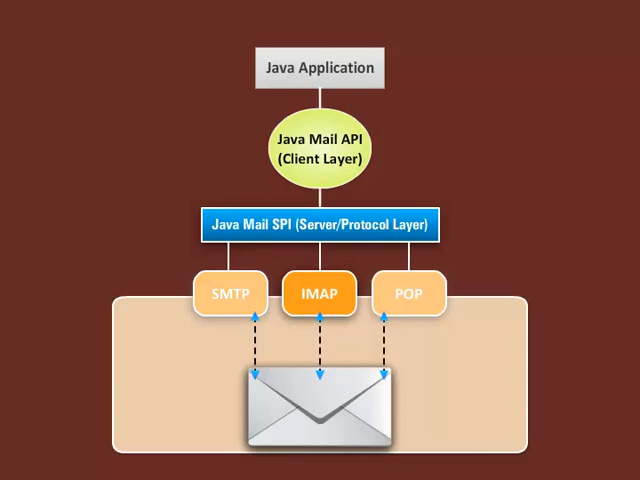 Java Application
Java Mail API
(Client Layer)
Java Mail SPI (Server/Protocol Layer)
SMTP IMAP POP